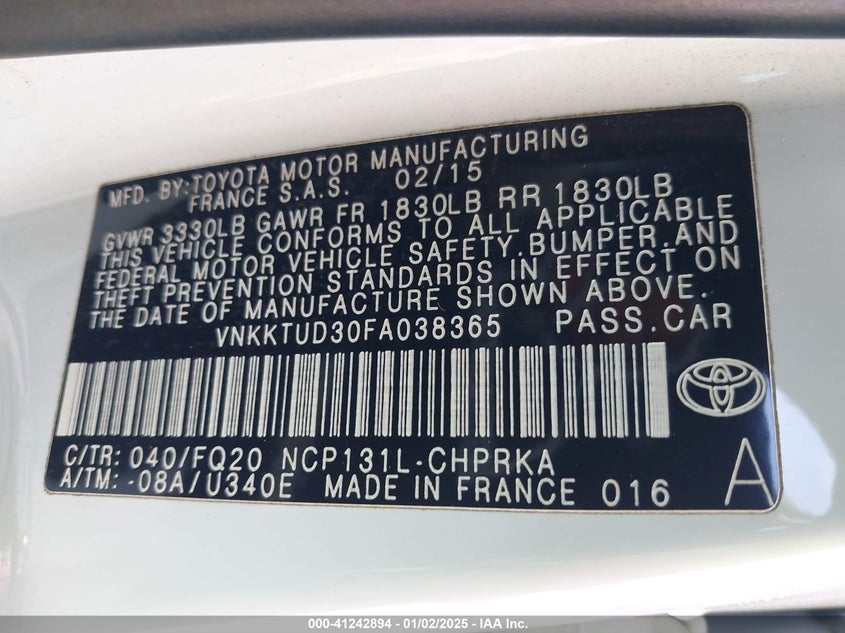 MFD. BY:TOYOTA MOTOR MANUFACTURING
FRANCE S.A.S. 02/15
GVWR 3330LB GAWR FR 1830LB RR 1830LB
THIS VEHICLE CONFORMS TO ALL APPLICABLE
FEDERAL MOTOR VEHICLE SAFETY,BUMPER,AND
THEFT PREVENTION STANDARDS IN EFFECT ON
THE DATE OF MANUFACTURE SHOWN ABOVE.
VNKKTUD30FA038365 PASS.CAR
C/TR: 040/FQ20 NCP131L-CHPRKA
A/TM: -08A/U340E MADE IN FRANCE 016 A
000-41242894 - 01/02/2025 - IAA Inc.